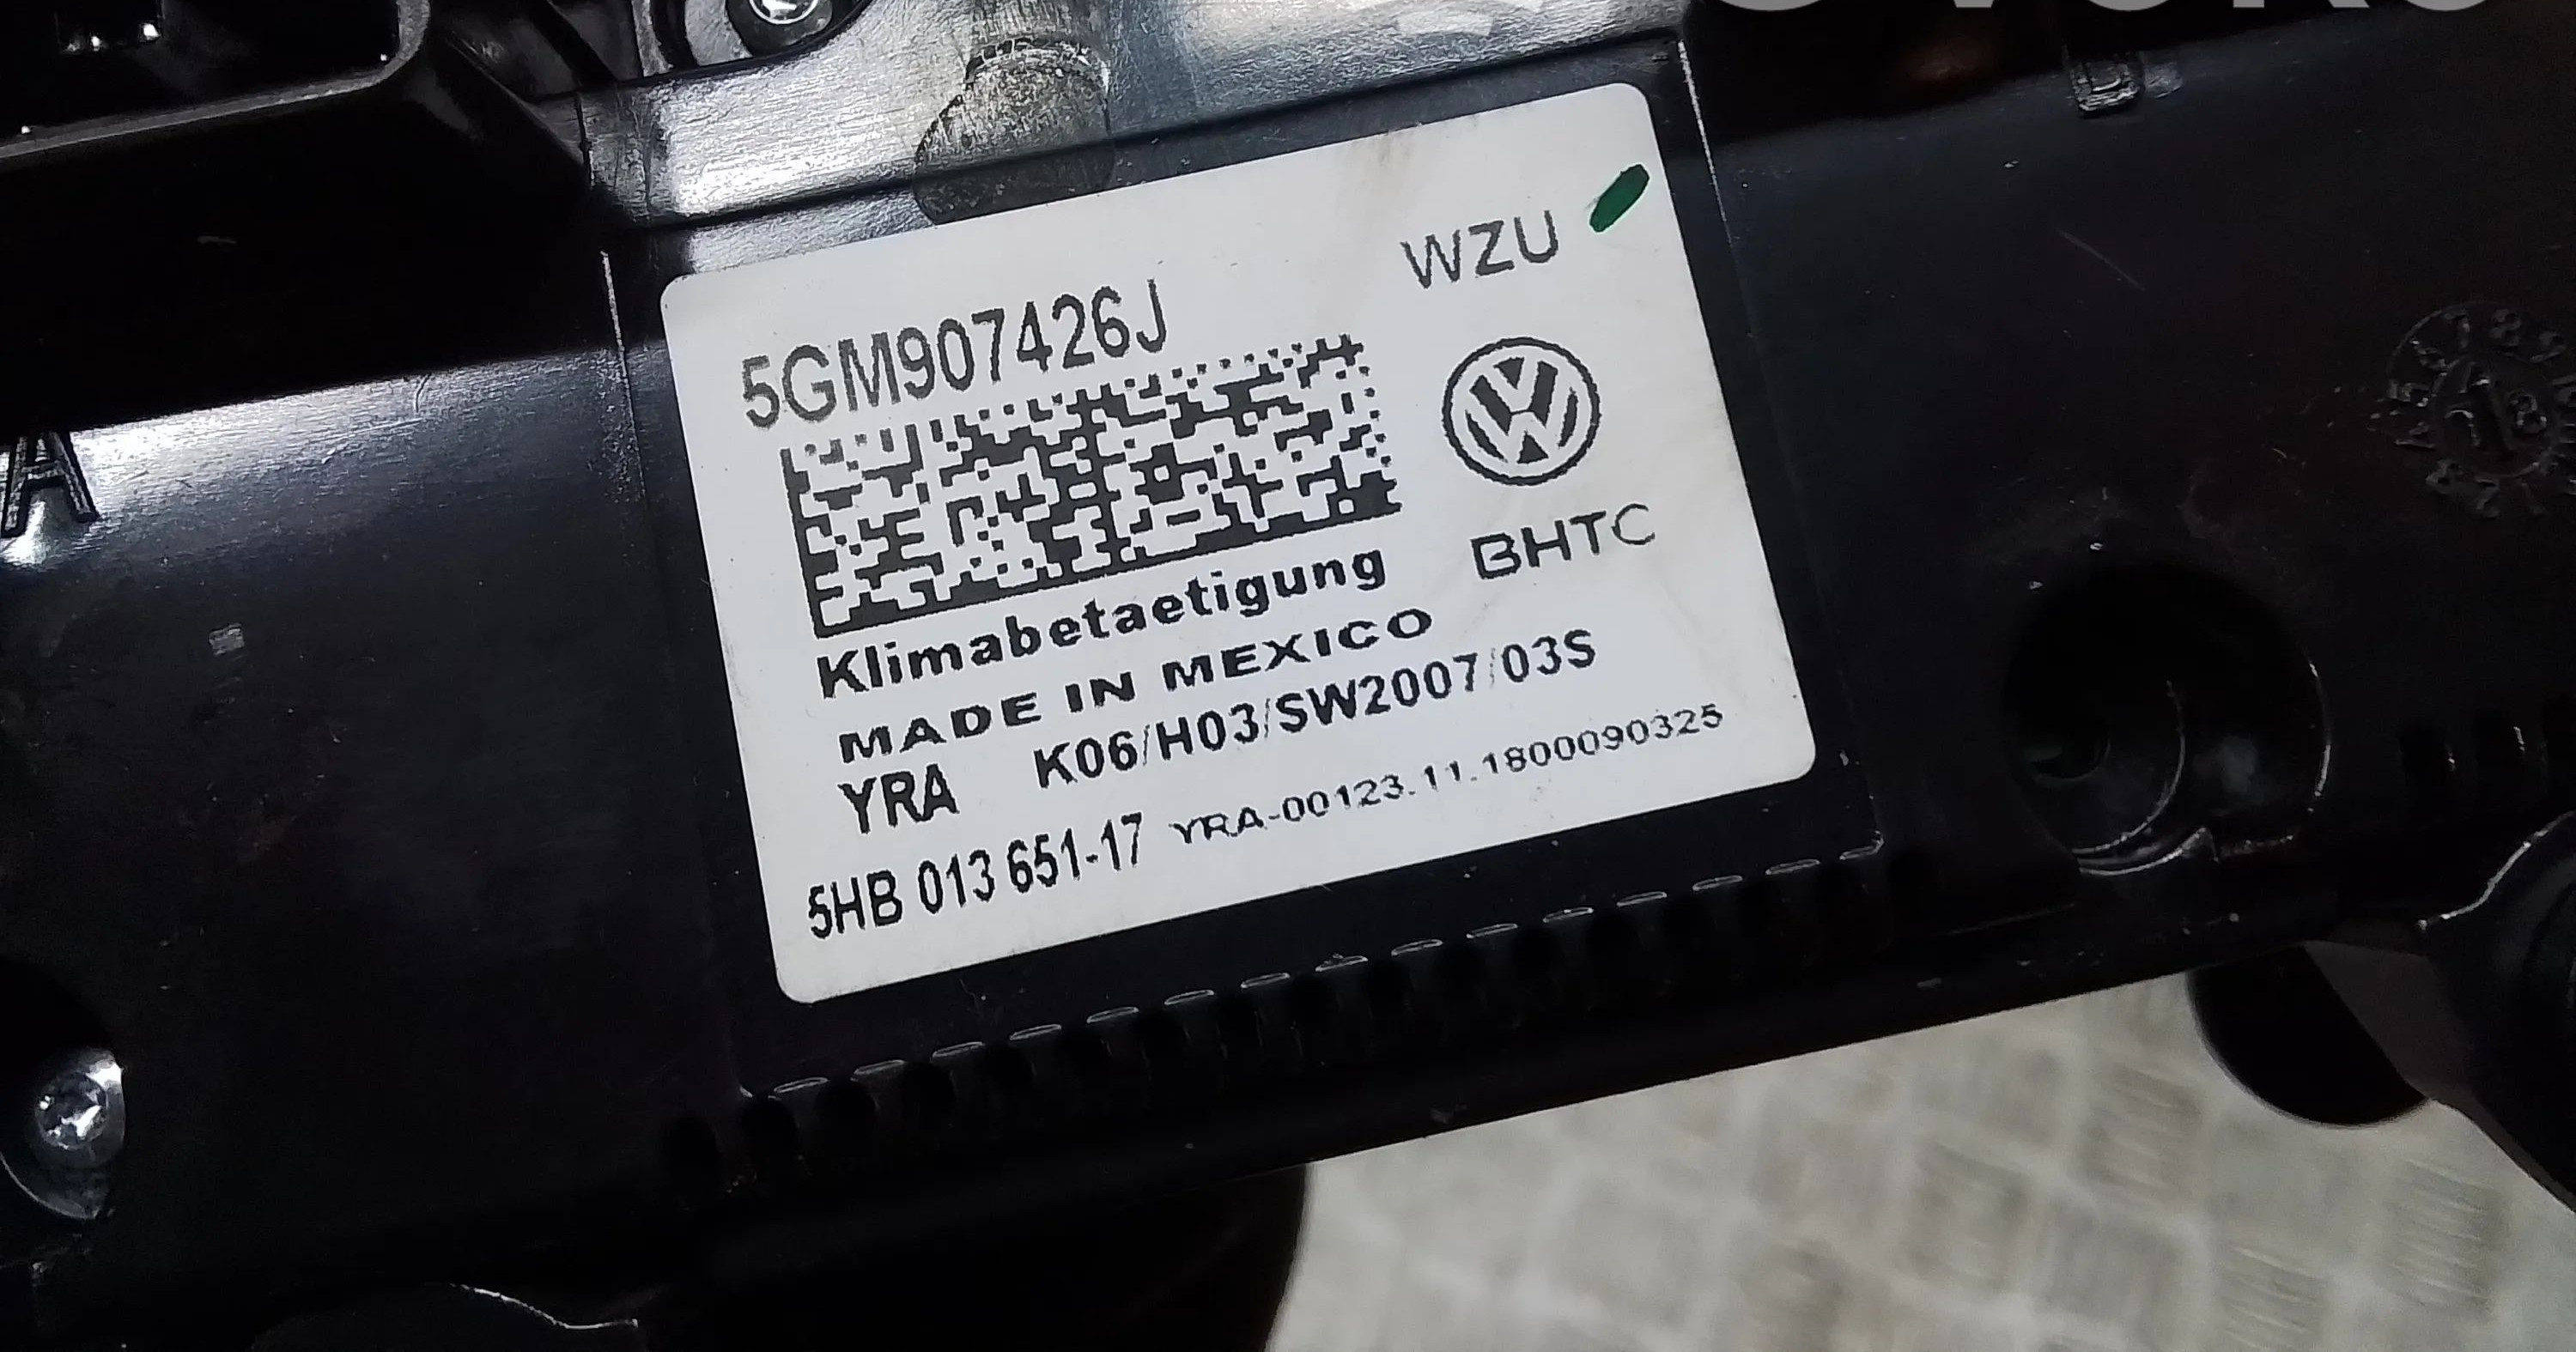 WZU
5GM907426J
BHTC
Klimabetaetigung
MADE IN MEXICO
YRA K06/H03/SW2007/03S
5HB 013 651-17 YRA-00123.11.1800090325
A